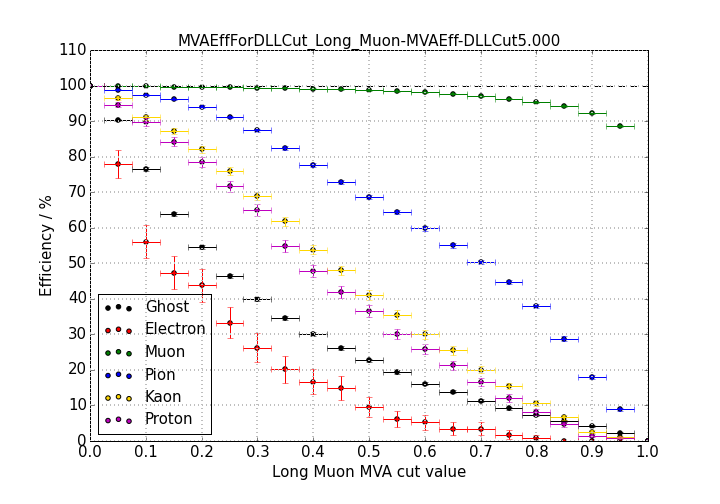 MVAEffForDLLCut_Long_Muon-MVAEff-DLLCut5.000
110
100
90
80
70
60
50
40
30
20
10
0
Efficiency / %
Ghost
Electron
Muon
Pion
Kaon
Proton
0.0 0.1 0.2 0.3 0.4 0.5 0.6 0.7 0.8 0.9 1.0
Long Muon MVA cut value